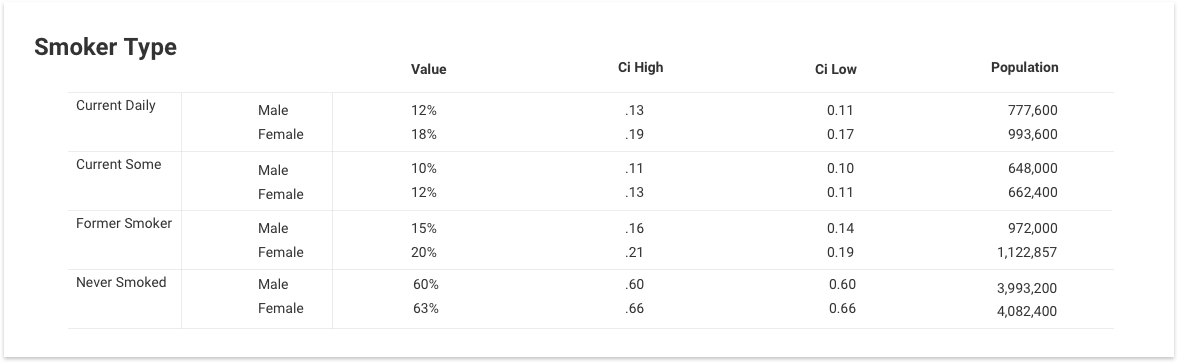 Smoker Type
Value Ci High Ci Low Population
Current Daily Male 12% .13 0.11 777,600
Female 18% .19 0.17 993,600
Current Some Male 10% .11 0.10 648,000
Female 12% .13 0.11 662,400
Former Smoker Male 15% .16 0.14 972,000
Female 20% .21 0.19 1,122,857
Never Smoked Male 60% .60 0.60 3,993,200
Female 63% .66 0.66 4,082,400